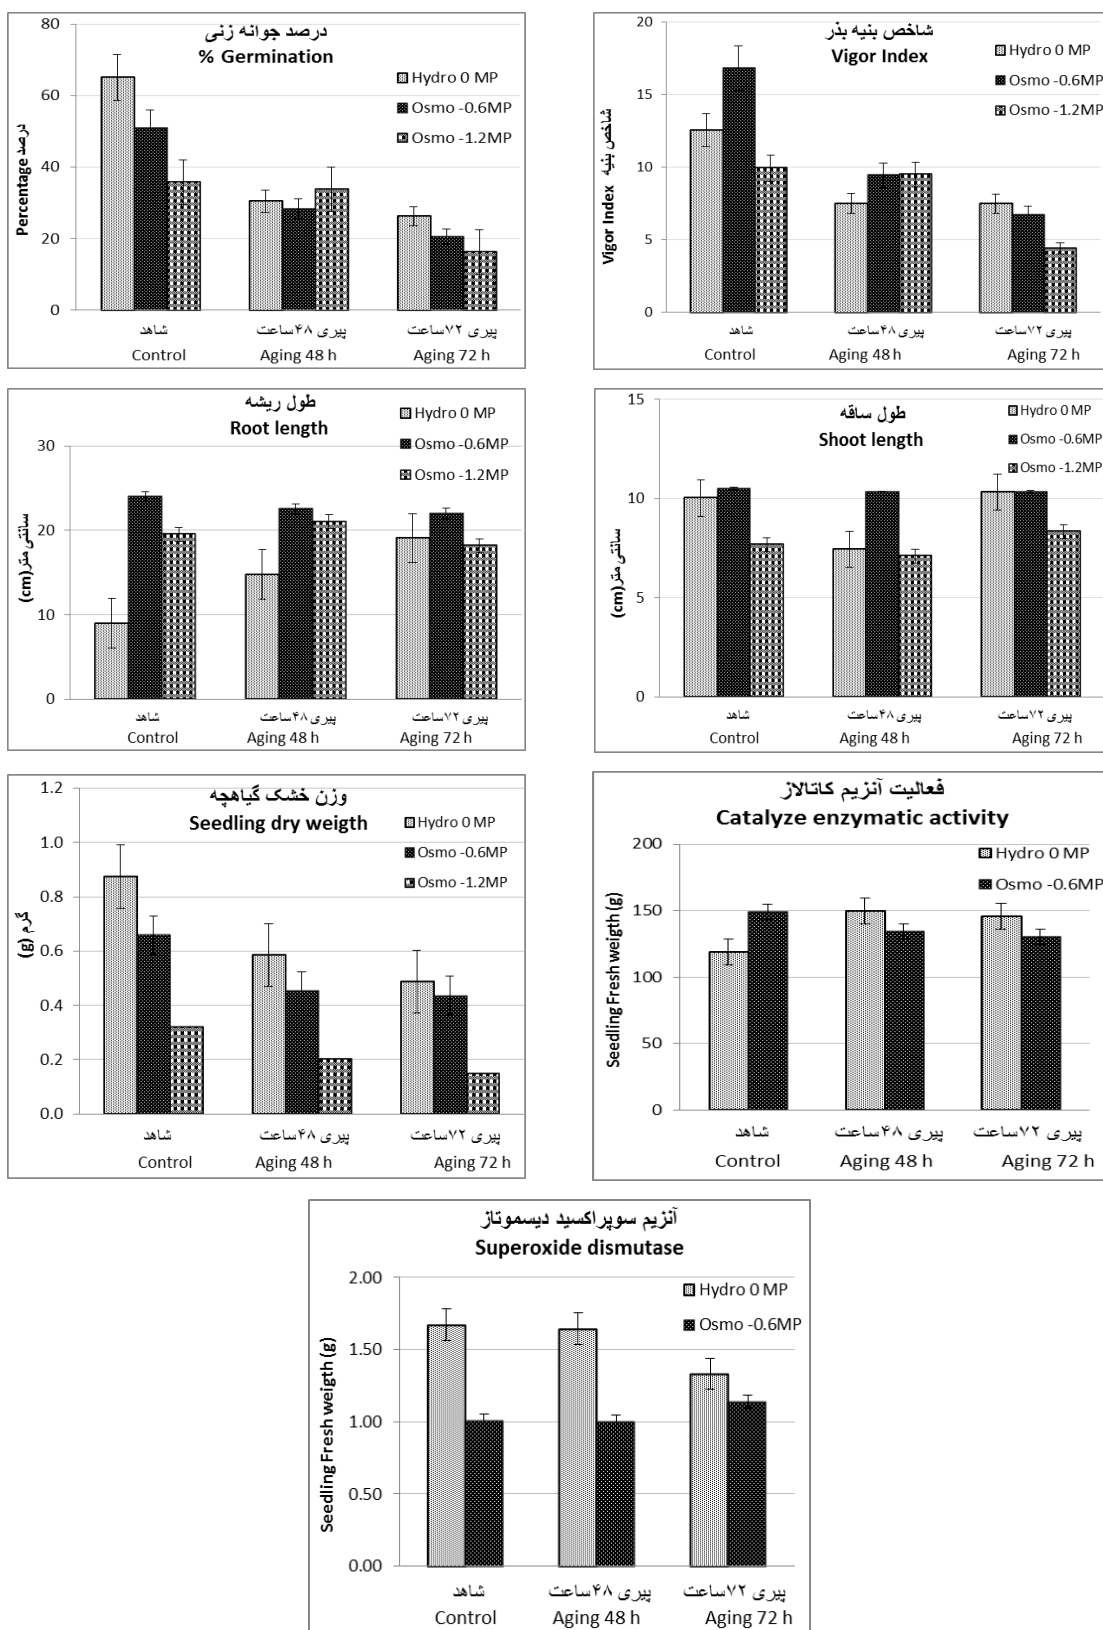 درصد جوانه زنی
% Germination
Hydro 0 MP
Osmo -0.6MP
Osmo -1.2MP
Percentage درصد
80
60
40
20
0
شاهد
پیری ۴۸ساعت
پیری ۷۲ساعت
Control
Aging 48 h
Aging 72 h
شاخص بنیه بذر
Vigor Index
Hydro 0 MP
Osmo -0.6MP
Osmo -1.2MP
Vigor Index شاخص بنیه
20
15
10
5
0
شاهد
پیری ۴۸ساعت
پیری ۷۲ساعت
Control
Aging 48 h
Aging 72 h
طول ریشه
Root length
Hydro 0 MP
Osmo -0.6MP
Osmo -1.2MP
سانتی متر(cm)
30
20
10
0
شاهد
پیری ۴۸ساعت
پیری ۷۲ساعت
Control
Aging 48 h
Aging 72 h
طول ساقه
Shoot length
Hydro 0 MP
Osmo -0.6MP
Osmo -1.2MP
سانتی متر(cm)
15
10
5
0
شاهد
پیری ۴۸ساعت
پیری ۷۲ساعت
Control
Aging 48 h
Aging 72 h
وزن خشک گیاهچه
Seedling dry weigth
Hydro 0 MP
Osmo -0.6MP
Osmo -1.2MP
گرم (g)
1.2
1.0
0.8
0.6
0.4
0.2
0.0
شاهد
پیری ۴۸ساعت
پیری ۷۲ساعت
Control
Aging 48 h
Aging 72 h
فعالیت آنزیم کاتالاز
Catalyze enzymatic activity
Hydro 0 MP
Osmo -0.6MP
Seedling Fresh weigth (g)
200
150
100
50
0
شاهد
پیری ۴۸ساعت
پیری ۷۲ساعت
Control
Aging 48 h
Aging 72 h
آنزیم سوپراکسید دیسموتاز
Superoxide dismutase
Hydro 0 MP
Osmo -0.6MP
Seedling Fresh weigth (g)
2.00
1.50
1.00
0.50
0.00
شاهد
پیری ۴۸ساعت
پیری ۷۲ساعت
Control
Aging 48 h
Aging 72 h